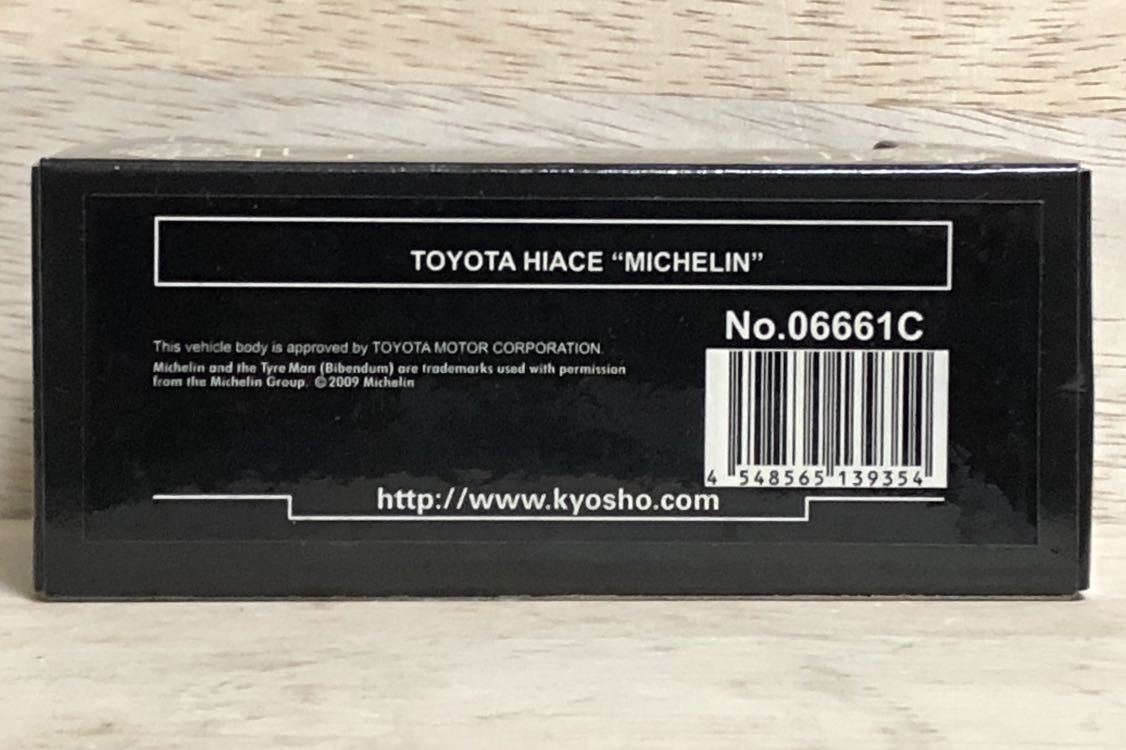 TOYOTA HIACE “MICHELIN”
No.06661C
This vehicle body is approved by TOYOTA MOTOR CORPORATION.
Michelin and the Tyre Man (Bibendum) are trademarks used with permission
from the Michelin Group. ©2009 Michelin
4 548565 139354
http://www.kyosho.com